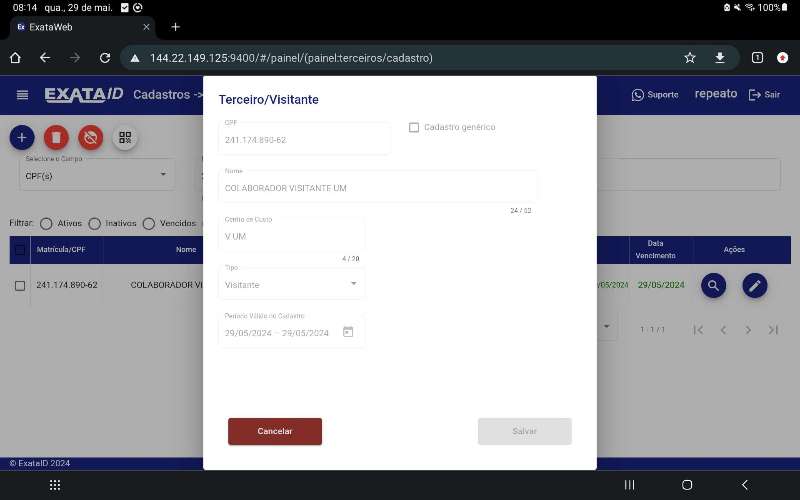 08:14 qua., 29 de mai. 100%
Ex ExataWeb
144.22.149.125:9400/#/painel/(painel:terceiros/cadastro) 1
EXATAID Cadastros -> Suporte repeato Sair
Terceiro/Visitante
CPF
241.174.890-62
Cadastro genérico
Selecione o Campo
CPF(s)
Nome
COLABORADOR VISITANTE UM
24 / 52
Centro de Custo
V UM
4 / 20
Filtrar: Ativos Inativos Vencidos
Matrícula/CPF Nome Data Vencimento Ações
241.174.890-62 COLABORADOR VI /05/2024 29/05/2024
Tipo
Visitante
Período Válido do Cadastro
29/05/2024 – 29/05/2024
1 - 1 / 1
Cancelar Salvar
© ExataID 2024